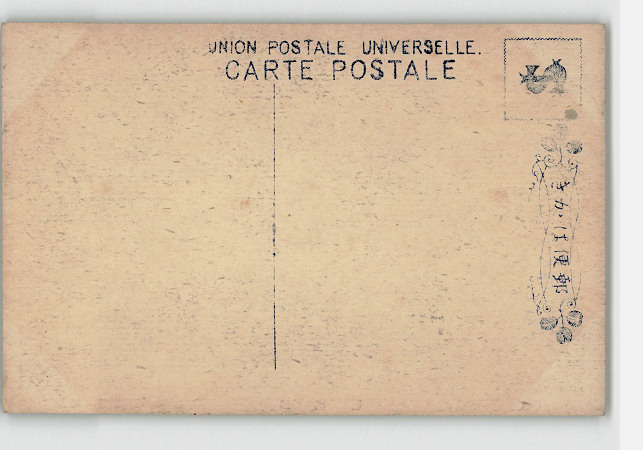 UNION POSTALE UNIVERSELLE.
CARTE POSTALE
きかは便郵